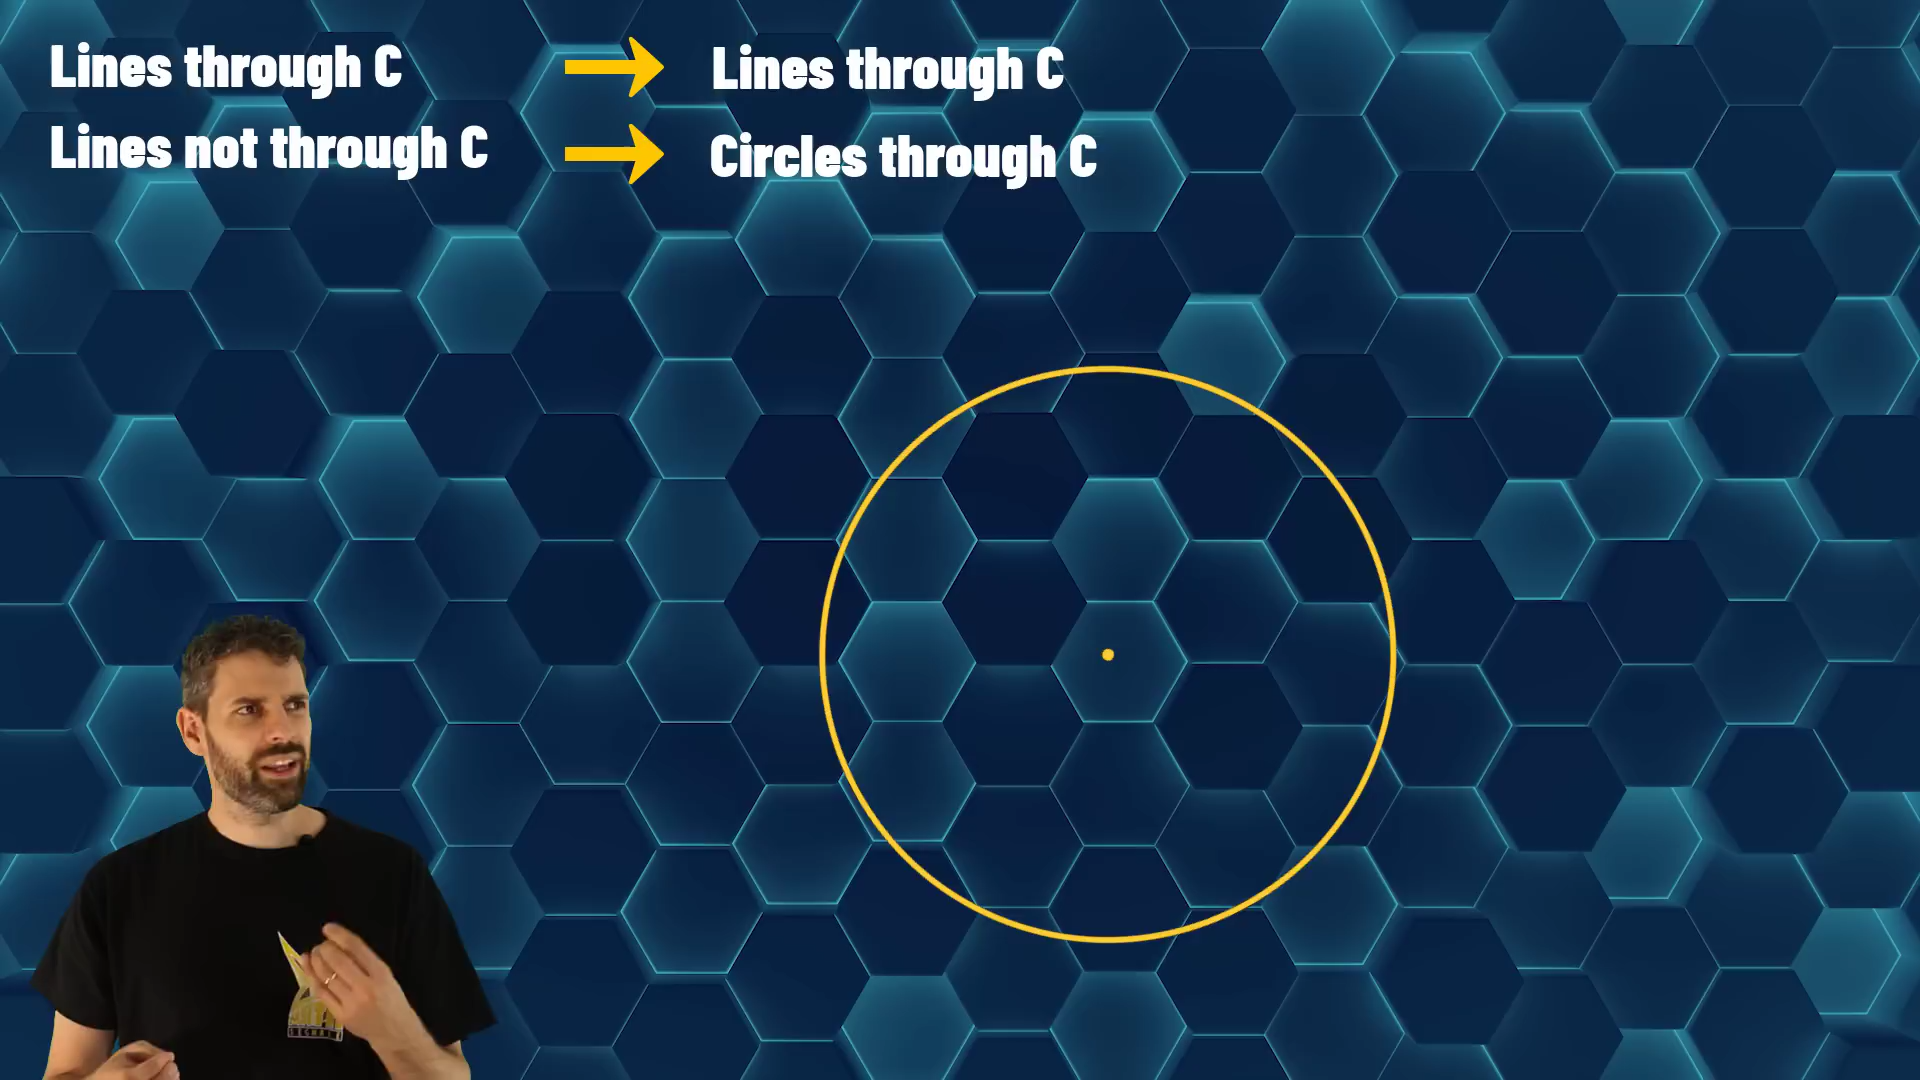 Lines through C → Lines through C
Lines not through C → Circles through C